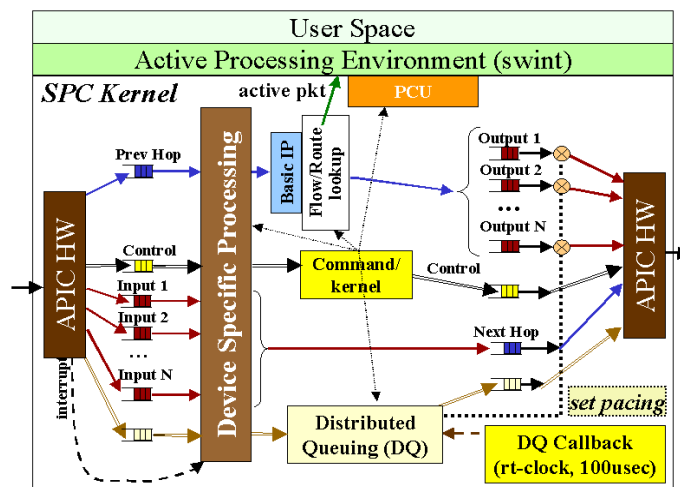 User Space
Active Processing Environment (swint)
SPC Kernel
active pkt
PCU
Prev Hop
Basic IP
Flow/Route
lookup
Output 1
Output 2
...
Output N
APIC HW
Device Specific Processing
APIC HW
Control
Command/
kernel
Control
Input 1
Input 2
...
Input N
Next Hop
interrupt
Distributed
Queuing (DQ)
set pacing
DQ Callback
(rt-clock, 100usec)